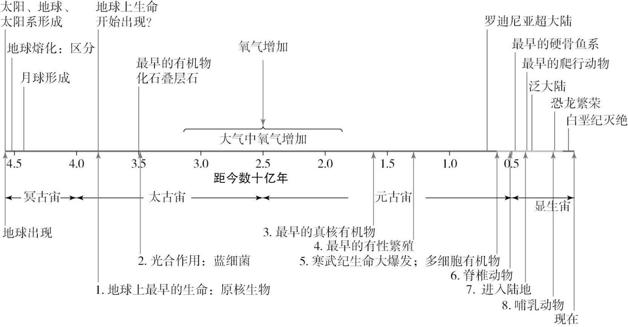 太阳、地球、
太阳系形成
地球上生命
开始出现?
氧气增加
罗迪尼亚超大陆
地球熔化:区分
最早的有机物
化石叠层石
最早的硬骨鱼系
月球形成
最早的爬行动物
泛大陆
恐龙繁荣
大气中氧气增加
白垩纪灭绝
4.5 4.0 3.5 3.0 2.5 2.0 1.5 1.0 0.5 0.0
距今数十亿年
冥古宙 太古宙 元古宙 显生宙
地球出现
3. 最早的真核有机物
4. 最早的有性繁殖
2. 光合作用:蓝细菌
5. 寒武纪生命大爆发;多细胞有机物
6. 脊椎动物
1. 地球上最早的生命:原核生物
7. 进入陆地
8. 哺乳动物
现在